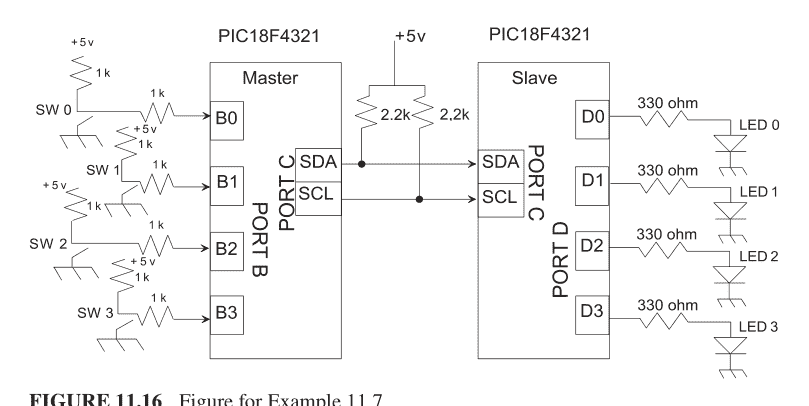 PIC18F4321
+5v
PIC18F4321
+5v
1k
SW 0
1k
Master
B0
+5v
1k
SW 1
1k
B1
+5v
1k
SW 2
1k
B2
+5v
1k
SW 3
1k
B3
PORT B
PORT C
SDA
SCL
2.2k
2,2k
Slave
SDA
SCL
PORT C
PORT D
D0
330 ohm
LED 0
D1
330 ohm
LED 1
D2
330 ohm
LED 2
D3
330 ohm
LED 3
FIGURE 11.16 Figure for Example 11.7